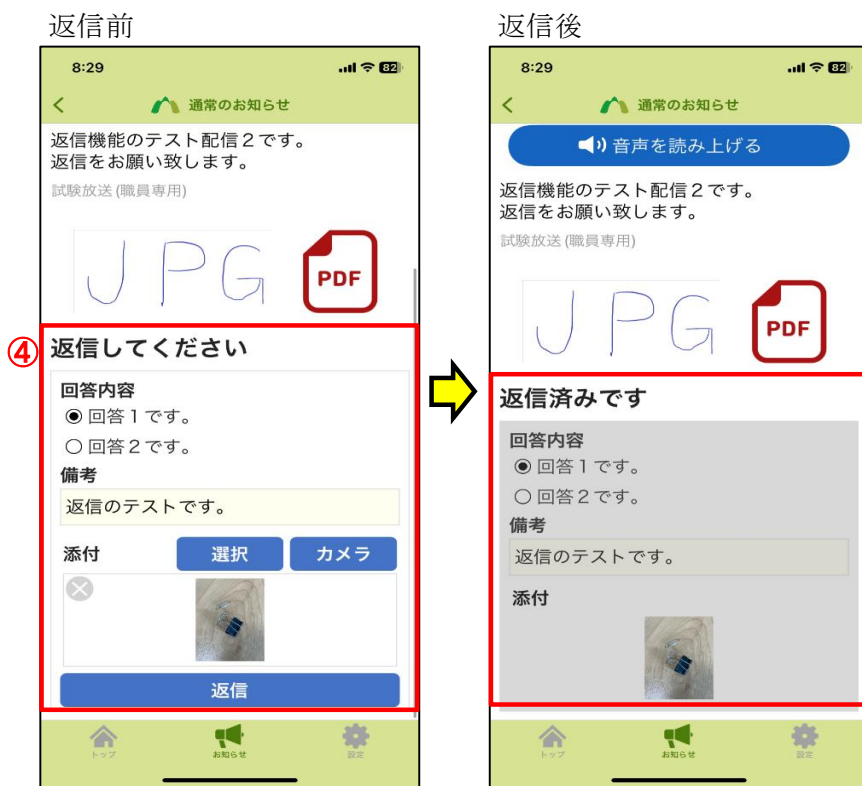 返信前
8:29
82
通常のお知らせ
返信機能のテスト配信２です。
返信をお願い致します。
試験放送(職員専用)
JPG
PDF
④
返信してください
回答内容
回答１です。
回答２です。
備考
返信のテストです。
添付
選択
カメラ
返信
トップ
お知らせ
設定
返信後
8:29
82
通常のお知らせ
音声を読み上げる
返信機能のテスト配信２です。
返信をお願い致します。
試験放送(職員専用)
JPG
PDF
返信済みです
回答内容
回答１です。
回答２です。
備考
返信のテストです。
添付
トップ
お知らせ
設定